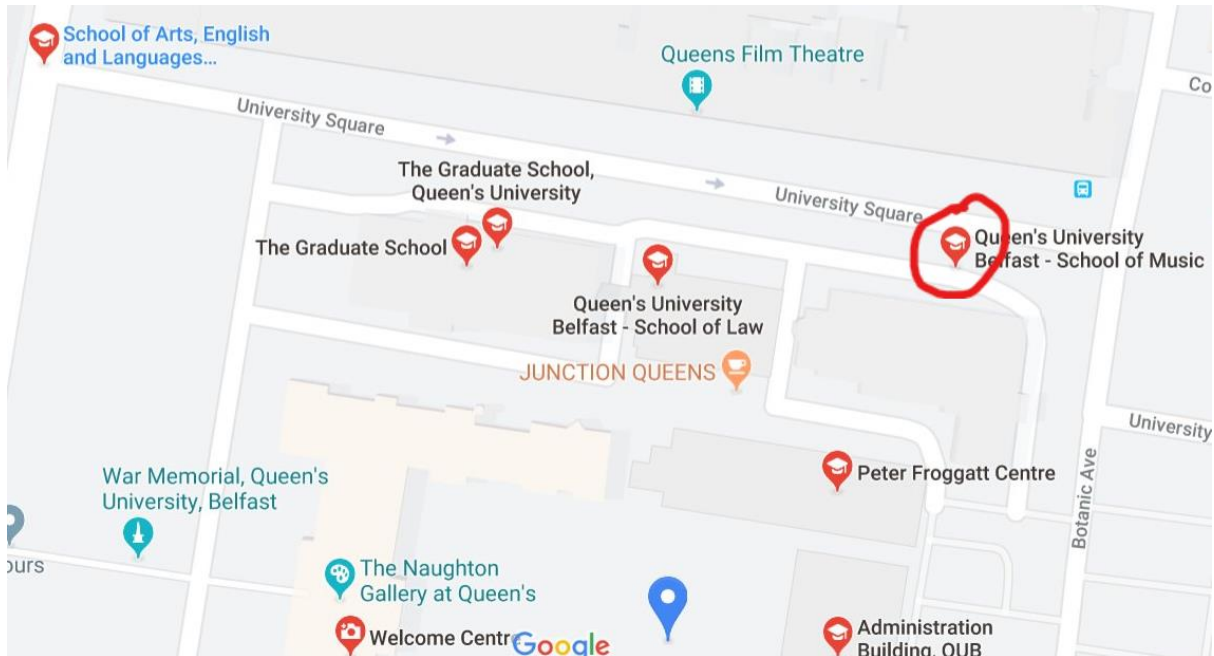 School of Arts, English
and Languages...
Queens Film Theatre
Co
University Square
The Graduate School,
Queen's University
University Square
The Graduate School
Queen's University
Belfast - School of Music
Queen's University
Belfast - School of Law
JUNCTION QUEENS
University
War Memorial, Queen's
University, Belfast
Peter Froggatt Centre
Botanic Ave
ours
The Naughton
Gallery at Queen's
Welcome Centre
Google
Administration
Building, QUB